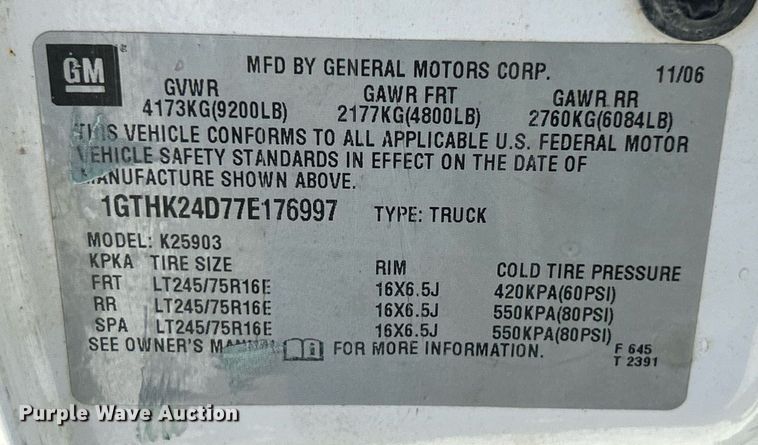 GM
MFD BY GENERAL MOTORS CORP. 11/06
GVWR GAWR FRT GAWR RR
4173KG(9200LB) 2177KG(4800LB) 2760KG(6084LB)
THIS VEHICLE CONFORMS TO ALL APPLICABLE U.S. FEDERAL MOTOR
VEHICLE SAFETY STANDARDS IN EFFECT ON THE DATE OF
MANUFACTURE SHOWN ABOVE.
1GTHK24D77E176997 TYPE: TRUCK
MODEL: K25903
KPKA TIRE SIZE RIM COLD TIRE PRESSURE
FRT LT245/75R16E 16X6.5J 420KPA(60PSI)
RR LT245/75R16E 16X6.5J 550KPA(80PSI)
SPA LT245/75R16E 16X6.5J 550KPA(80PSI)
SEE OWNER'S MANUAL FOR MORE INFORMATION.
F 645
T 2391
Purple Wave Auction